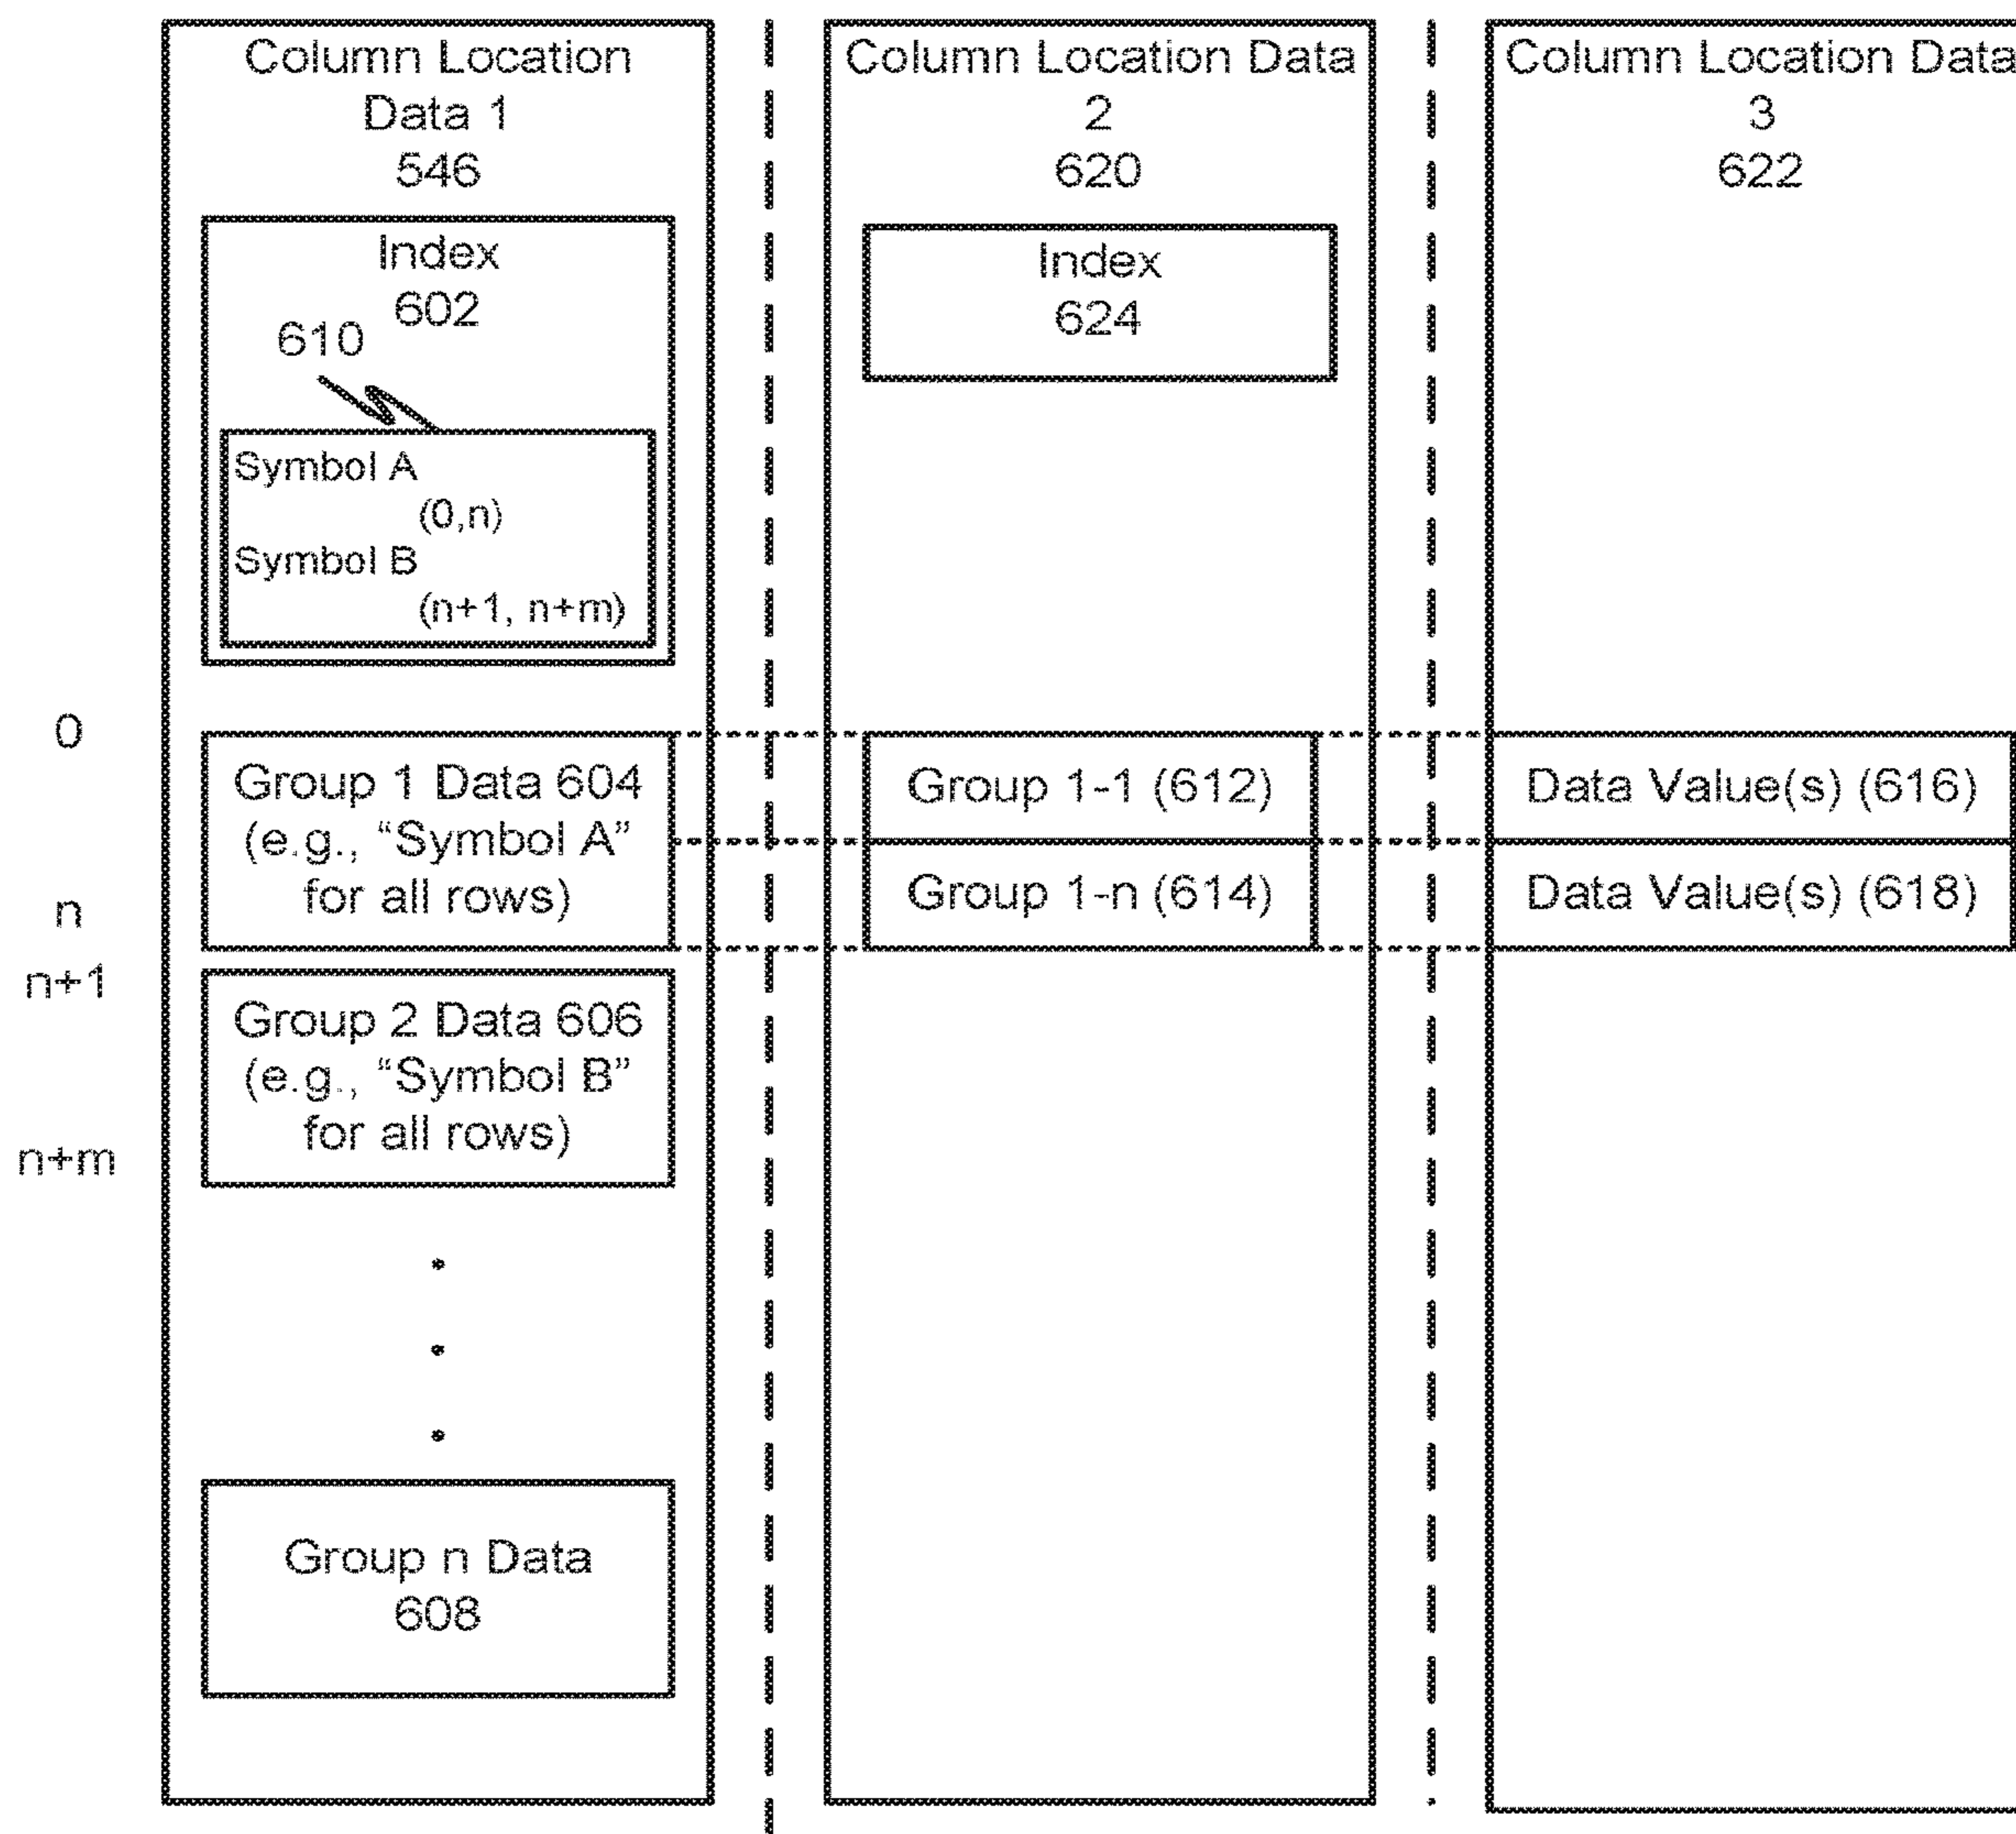 Column Location
Data 1
546
Index
602
610
Symbol A
(0,n)
Symbol B
(n+1, n+m)
0
n
n+1
n+m
Group 1 Data 604
(e.g., “Symbol A”
for all rows)
Group 2 Data 606
(e.g., “Symbol B”
for all rows)
Group n Data
608
Column Location Data
2
620
Index
624
Group 1-1 (612)
Group 1-n (614)
Column Location Data
3
622
Data Value(s) (616)
Data Value(s) (618)